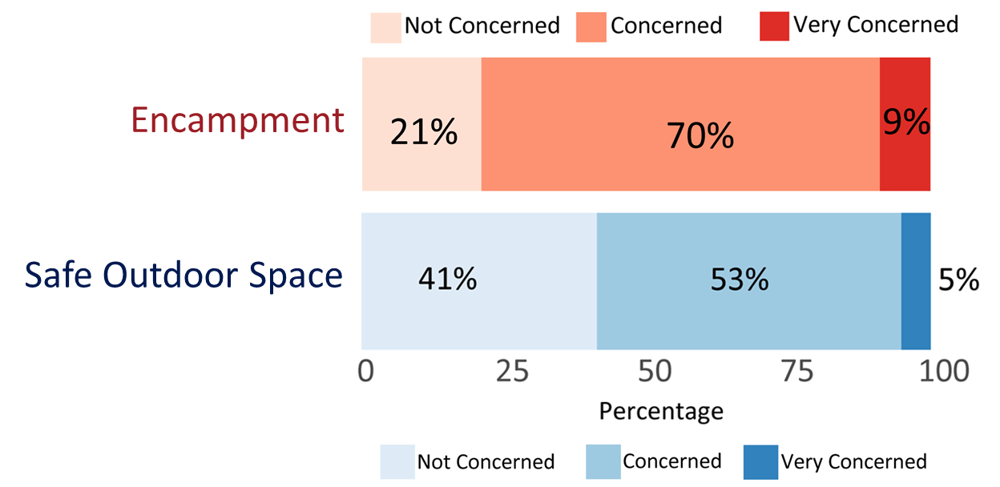 Not Concerned Concerned Very Concerned
Encampment 21% 70% 9%
Safe Outdoor Space 41% 53% 5%
0 25 50 75 100
Percentage
Not Concerned Concerned Very Concerned